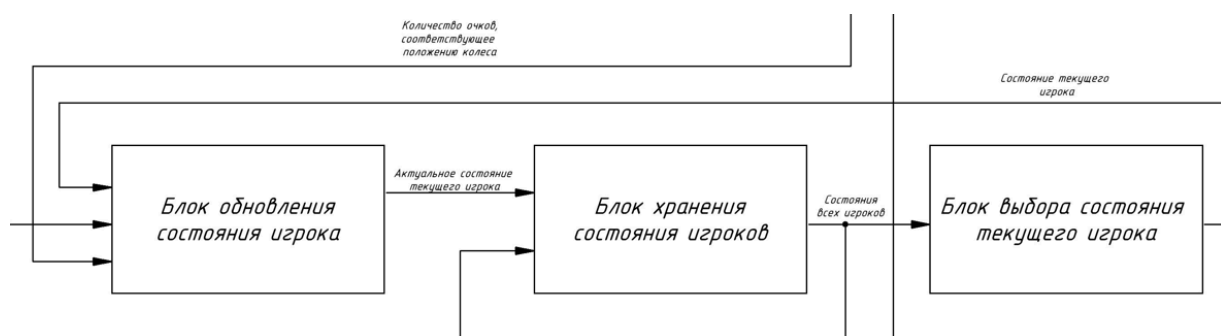 Количество очков,
соответствующее
положению колеса
Состояние текущего
игрока
Блок обновления
состояния игрока
Актуальное состояние
текущего игрока
Блок хранения
состояния игроков
Состояния
всех игроков
Блок выбора состояния
текущего игрока